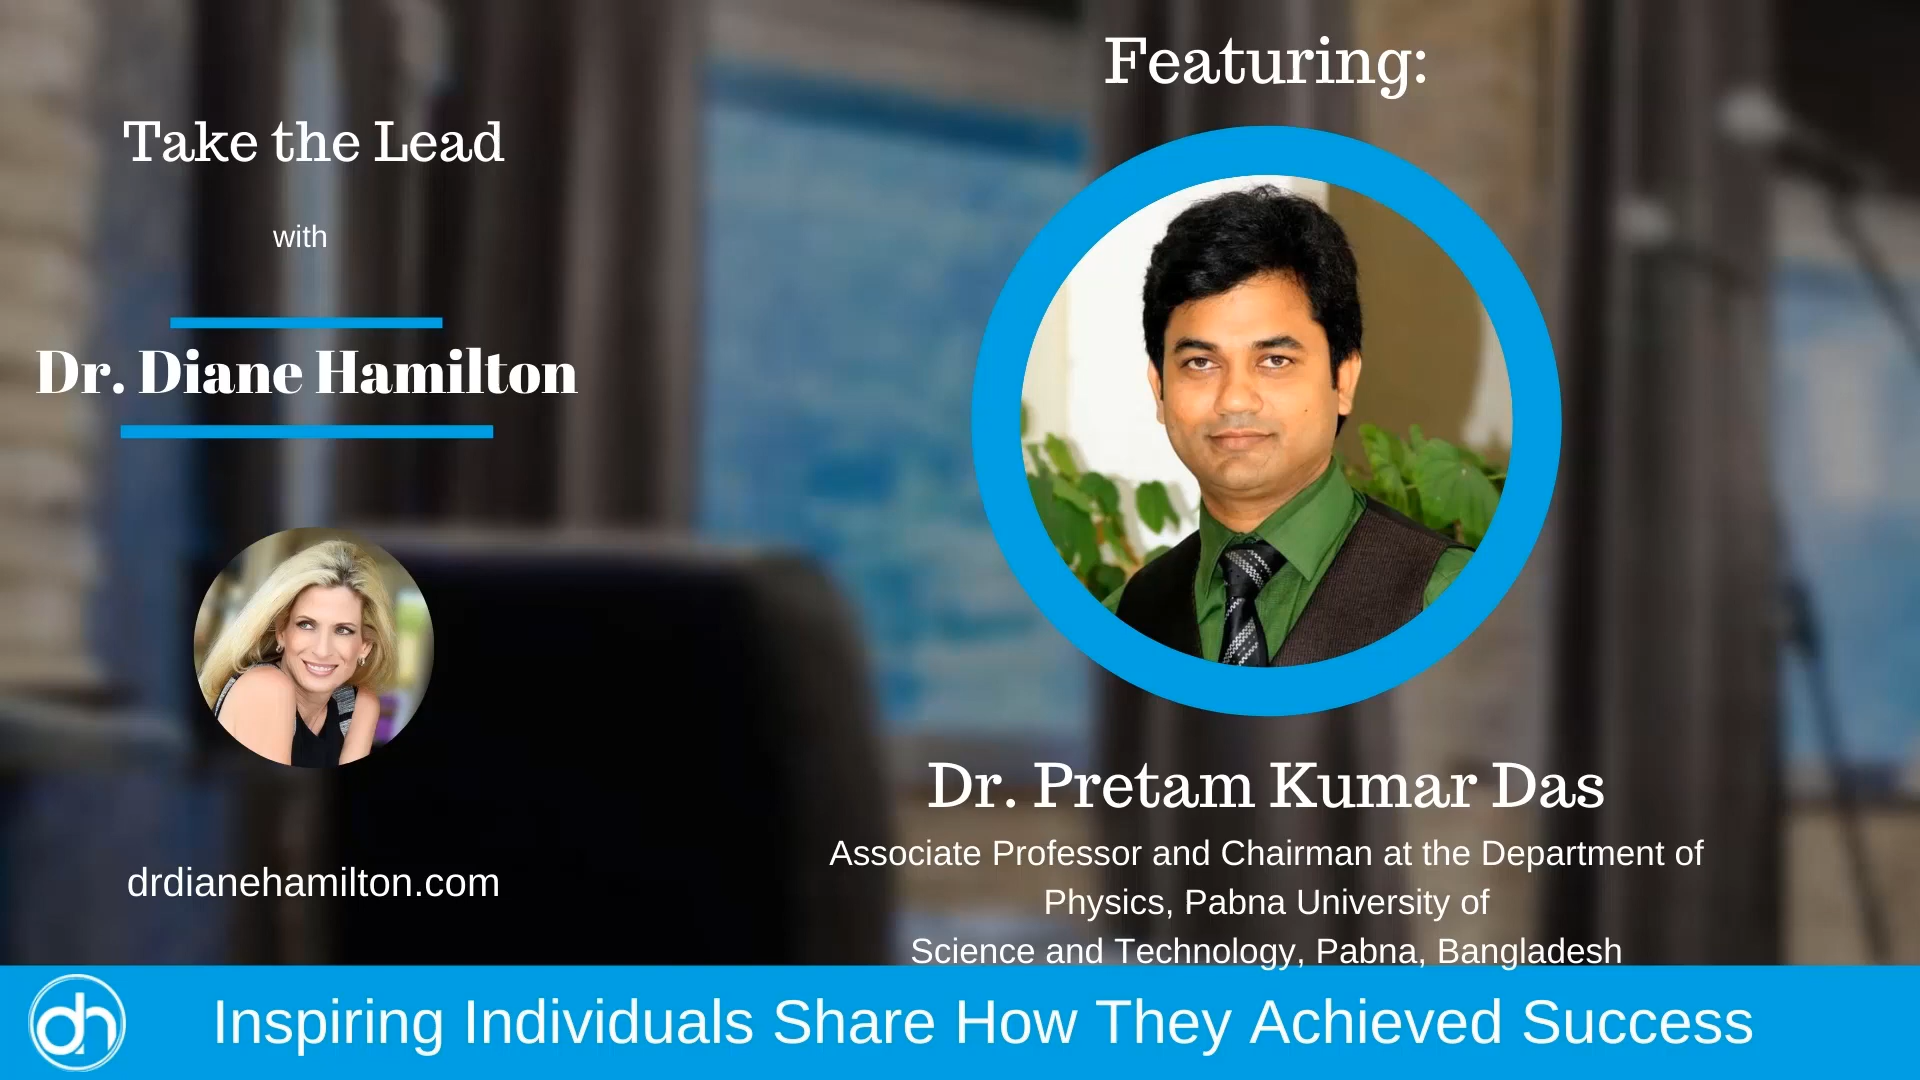 Take the Lead
with
Dr. Diane Hamilton
drdianehamilton.com
Featuring:
Dr. Pretam Kumar Das
Associate Professor and Chairman at the Department of
Physics, Pabna University of
Science and Technology, Pabna, Bangladesh
dh
Inspiring Individuals Share How They Achieved Success